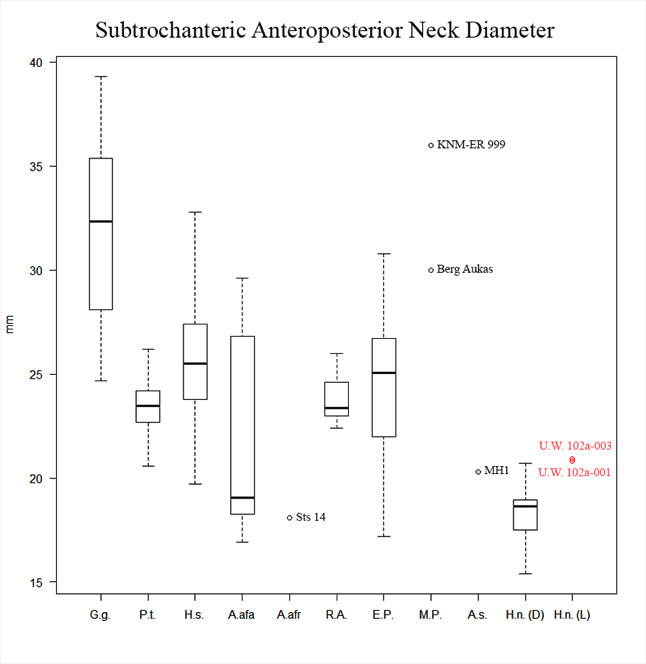 Subtrochanteric Anteroposterior Neck Diameter
40
KNM-ER 999
35
Berg Aukas
30
mm
25
U.W. 102a-003
MH1
U.W. 102a-001
20
Sts 14
15
G.g. P.t. H.s. A.afa A.afr R.A. E.P. M.P. A.s. H.n. (D) H.n. (L)